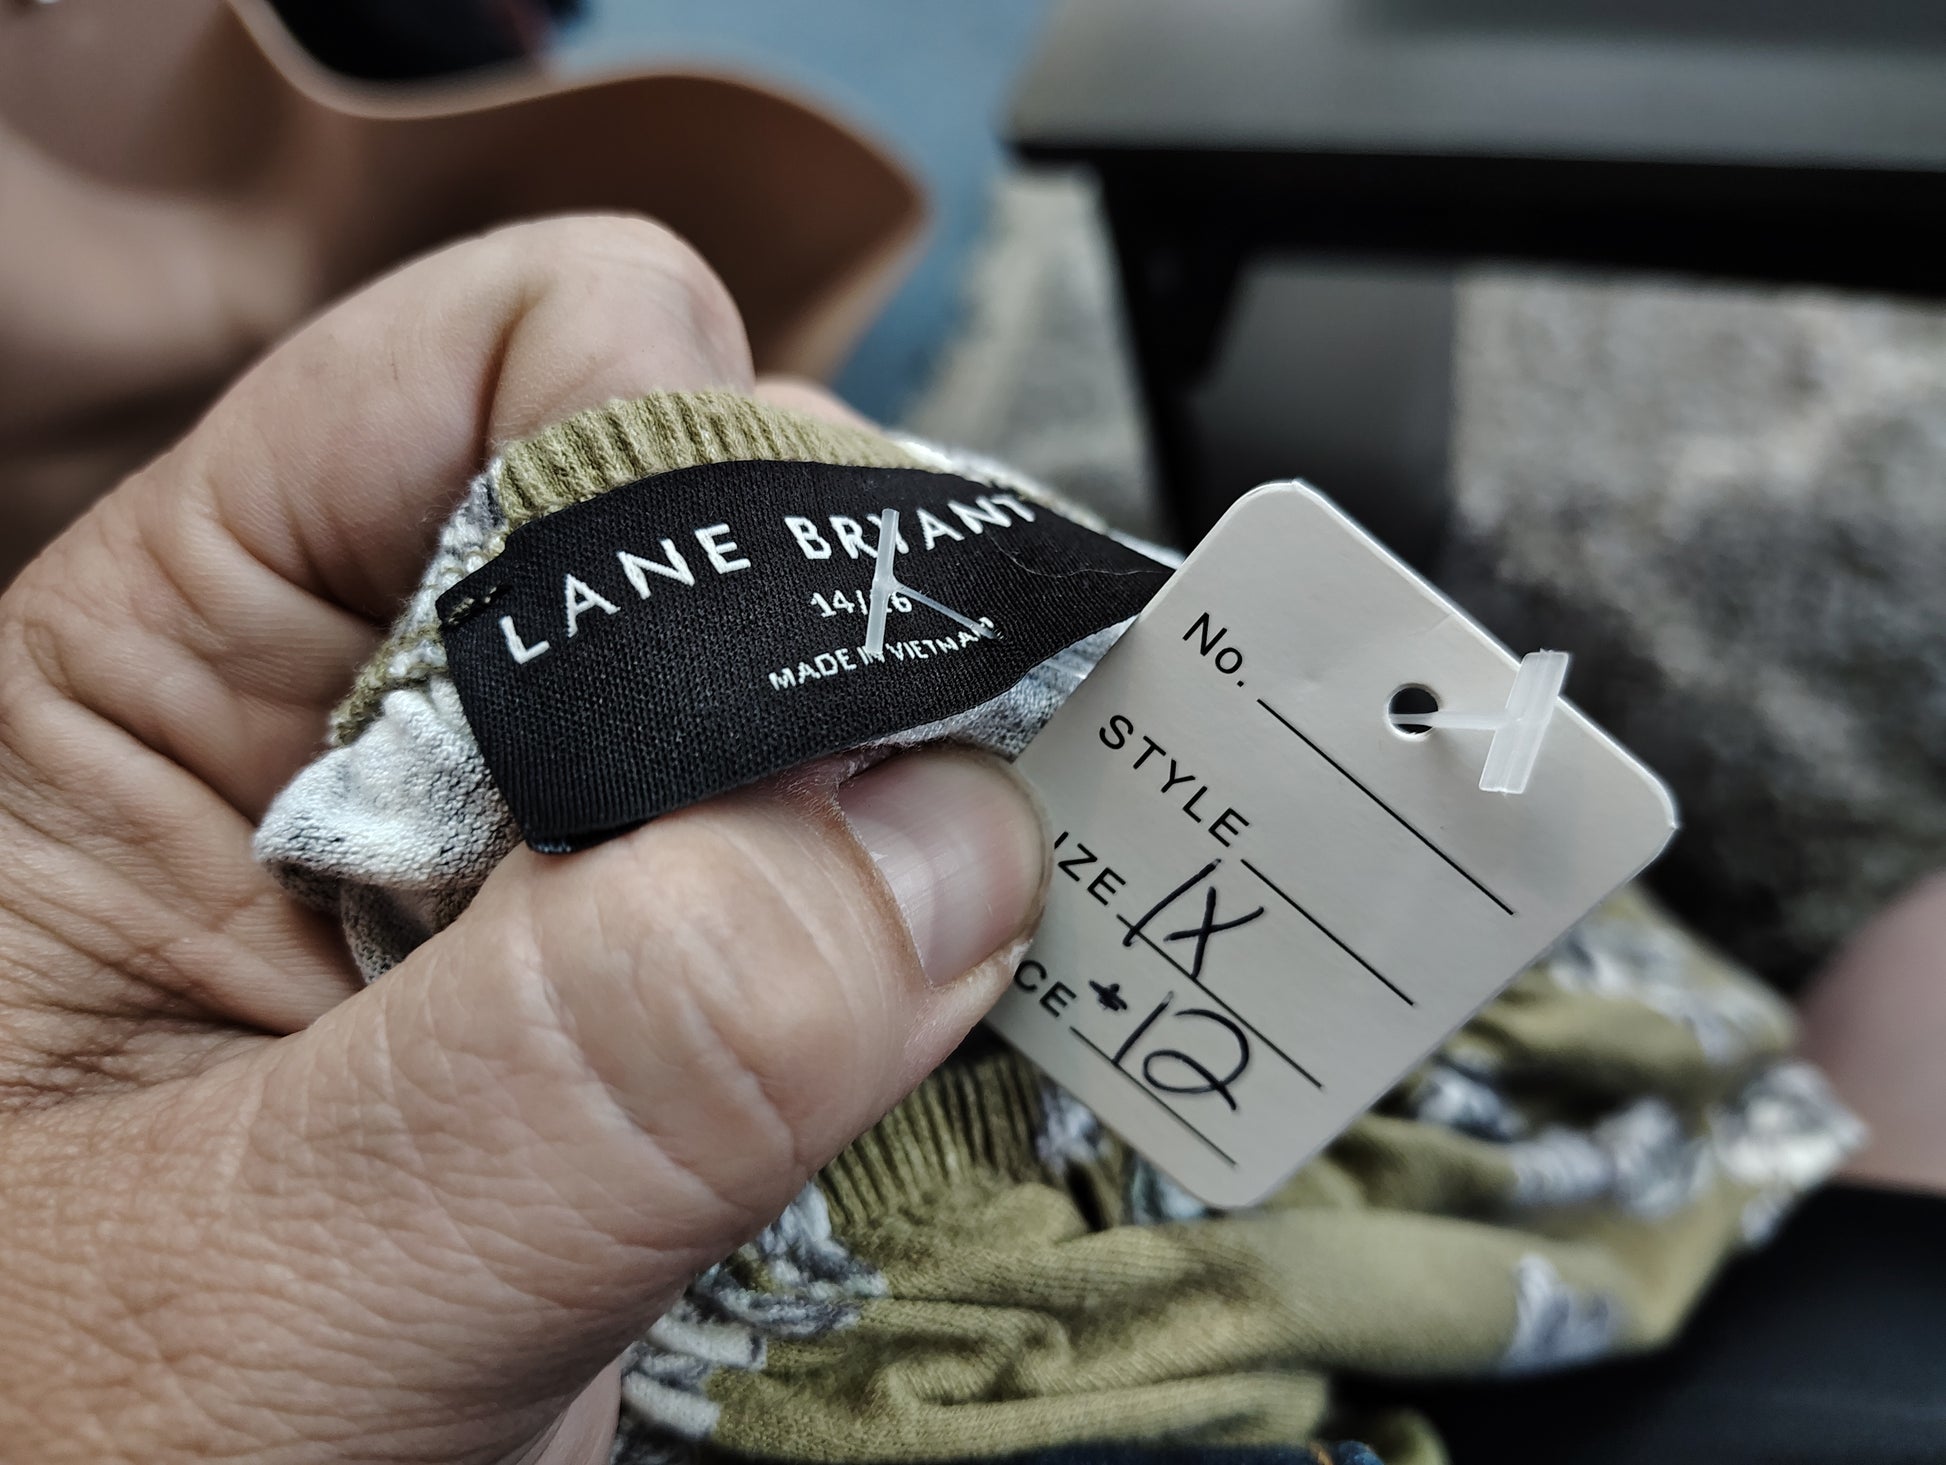 LANE BRYANT
14/16
MADE IN VIETNAM
No.
STYLE
IZE 1X
CE *12